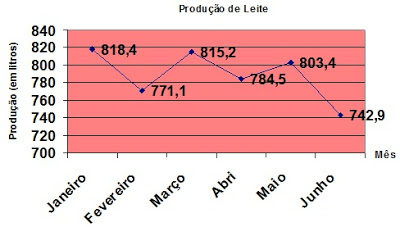 Produção de Leite
Produção (em litros)
840
820
800
780
760
740
720
700
818,4
771,1
815,2
784,5
803,4
742,9
Janeiro
Fevereiro
Março
Abri
Maio
Junho
Mês